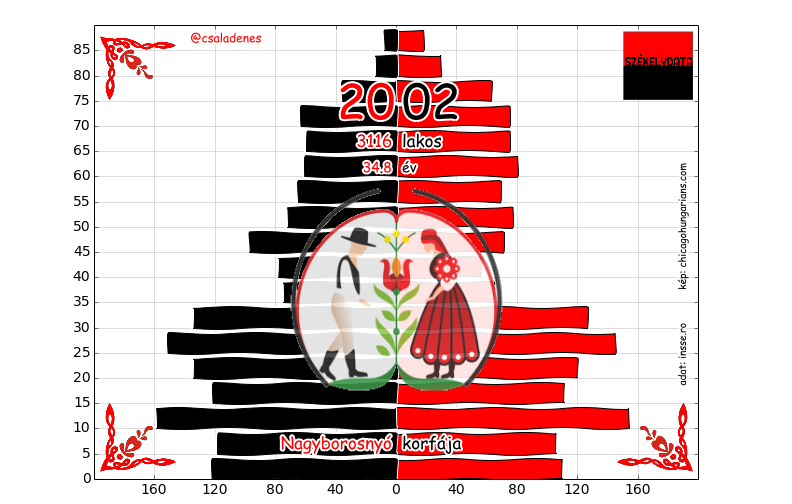 @csaladenes
SZÉKELYDATA
2002
3116 lakos
34.8 év
kép: chicagohungarians.com
adat: insse.ro
Nagyborosnyó korfája
85
80
75
70
65
60
55
50
45
40
35
30
25
20
15
10
5
0
160 120 80 40 0 40 80 120 160